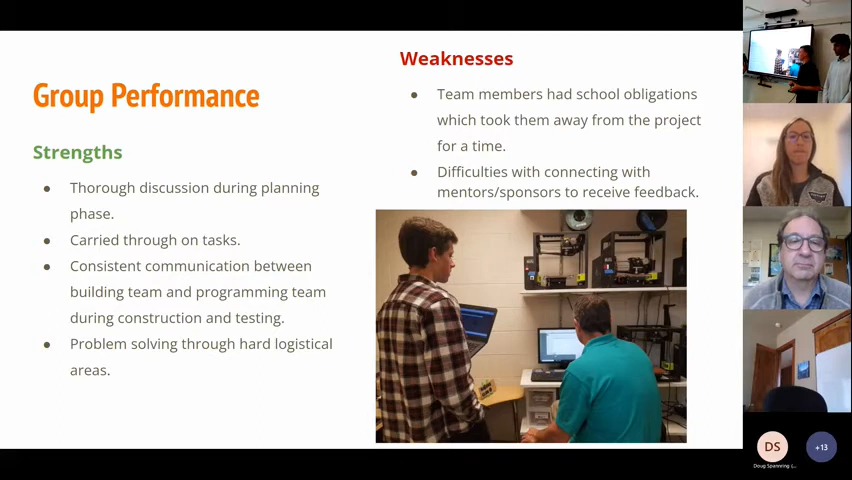 Group Performance
Strengths
● Thorough discussion during planning
phase.
● Carried through on tasks.
● Consistent communication between
building team and programming team
during construction and testing.
● Problem solving through hard logistical
areas.
Weaknesses
● Team members had school obligations
which took them away from the project
for a time.
● Difficulties with connecting with
mentors/sponsors to receive feedback.
DS
Doug Spanning (...
+13